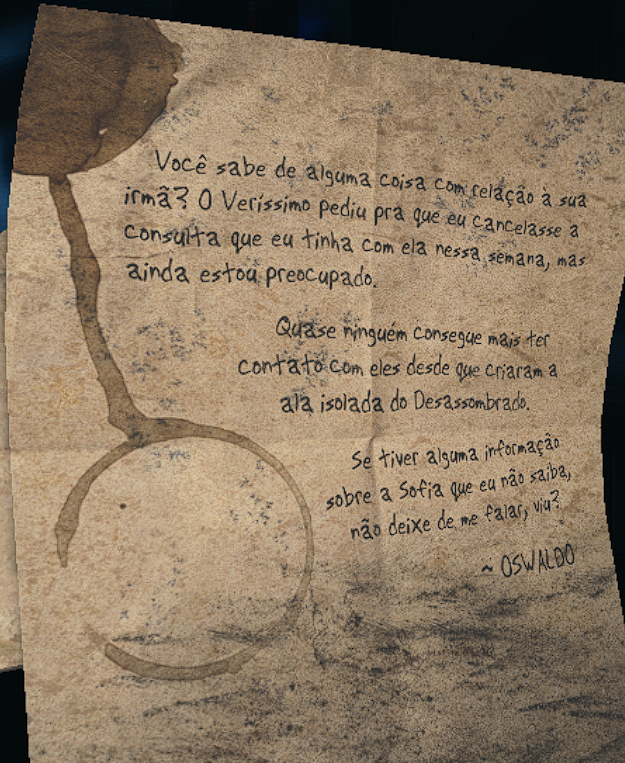 Você sabe de alguma coisa com relação à sua
irmã? O Veríssimo pediu pra que eu cancelasse a
consulta que eu tinha com ela nessa semana, mas
ainda estou preocupado.
Quase ninguém consegue mais ter
contato com eles desde que criaram a
ala isolada do Desassombrado.
Se tiver alguma informação
sobre a Sofia que eu não saiba,
não deixe de me falar, viu?
~ OSWALDO